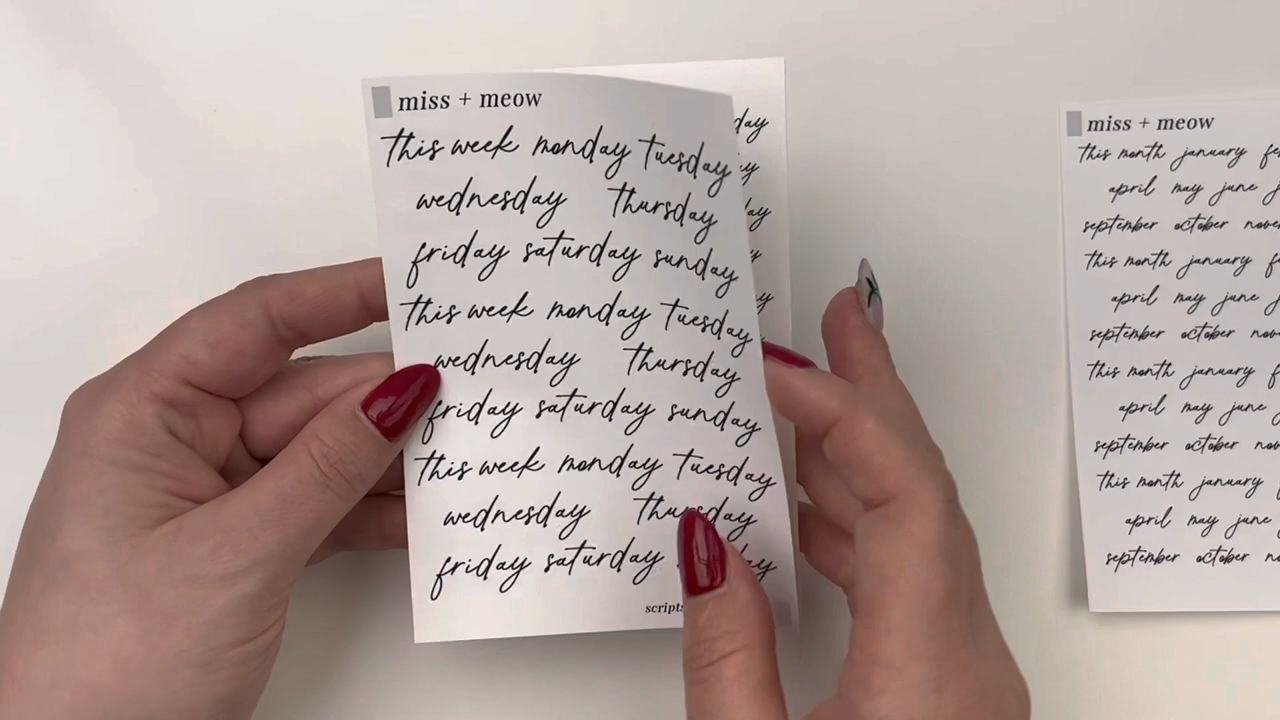 miss + meow
this week monday tuesday
wednesday thursday
friday saturday sunday
this week monday tuesday
wednesday thursday
friday saturday sunday
this week monday tuesday
wednesday thursday
friday saturday
scripts
day
day
miss + meow
this month january
april may june
september october
this month january
april may june
september october
this month january
april may june
september october
this month january
april may june
september october